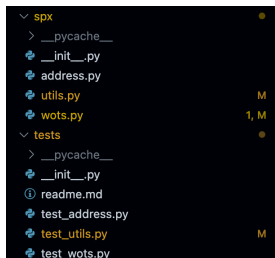 spx
__pycache__
__init__.py
address.py
utils.py M
wots.py 1, M
tests
__pycache__
__init__.py
readme.md
test_address.py
test_utils.py M
test_wots.py